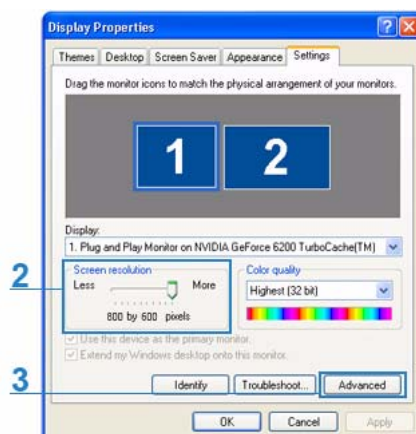 Display Properties
Themes Desktop Screen Saver Appearance Settings
Drag the monitor icons to match the physical arrangement of your monitors.
1 2
Display:
1. Plug and Play Monitor on NVIDIA GeForce 6200 TurboCache(TM)
2
Screen resolution
Less More
800 by 600 pixels
Color quality
Highest (32 bit)
Use this device as the primary monitor.
Extend my Windows desktop onto this monitor.
3
Identify Troubleshoot... Advanced
OK Cancel Apply